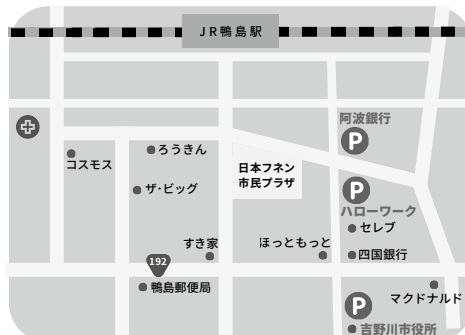 JR鴨島駅
阿波銀行
P
ろうきん
コスモス
日本フネン
市民プラザ
ザ・ビッグ
P
ハローワーク
セレブ
すき家
ほっともっと
四国銀行
192
鴨島郵便局
マクドナルド
P
吉野川市役所